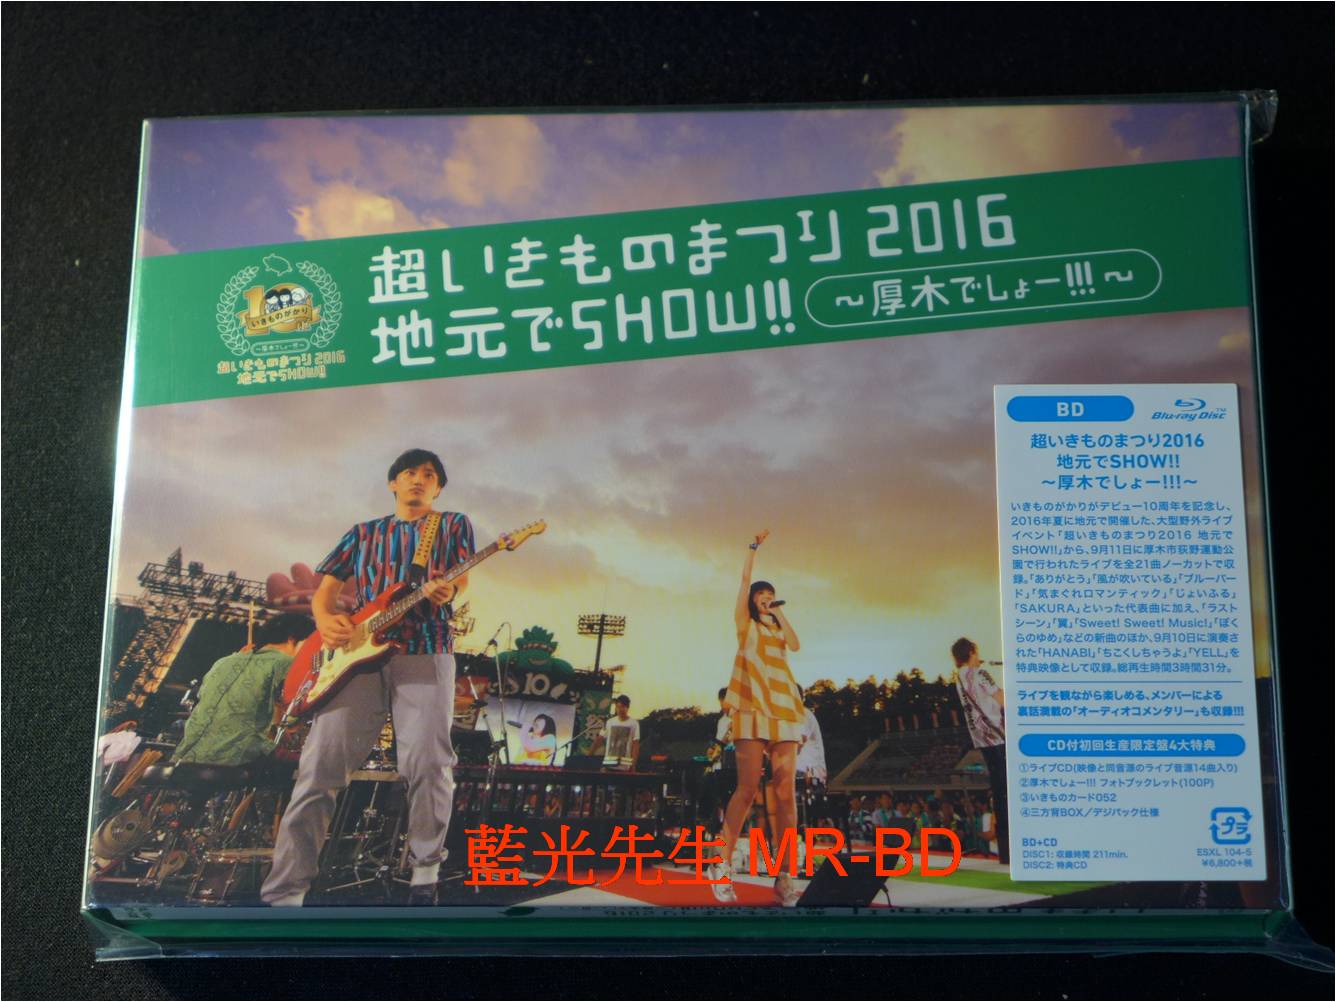 超いきものまつり 2016
地元でSHOW!!
～厚木でしょー!!!～
10
いきものがかり
～厚木でしょー!!!～
超いきものまつり 2016
地元でSHOW!!
BD
Blu-ray Disc™
超いきものまつり2016
地元でSHOW!!
～厚木でしょー!!!～
いきものがかりがデビュー10周年を記念し、
2016年夏に地元で開催した、大型野外ライブ
イベント「超いきものまつり2016 地元で
SHOW!!」から、9月11日に厚木市荻野運動公
園で行われたライブを全21曲ノーカットで収
録。「ありがとう」「風が吹いている」「ブルーバー
ド」「気まぐれロマンティック」「じょいふる」
「SAKURA」といった代表曲に加え、「ラスト
シーン」「翼」「Sweet! Sweet! Music!」「ぼく
らのゆめ」などの新曲のほか、9月10日に演奏さ
れた「HANABI」「ちこくしちゃうよ」「YELL」を
特典映像として収録。総再生時間3時間31分。
ライブを観ながら楽しめる、メンバーによる
裏話満載の「オーディオコメンタリー」も収録!!!
CD付初回生産限定盤4大特典
①ライブCD(映像と同音源のライブ音源14曲入り)
②厚木でしょー!!! フォトブックレット(100P)
③いきものカード052
④三方背BOX／デジパック仕様
プラ
BD+CD
DISC1: 収録時間 211min.
DISC2: 特典CD
ESXL 104-5
¥6,800+税
10
祭
藍光先生 MR-BD